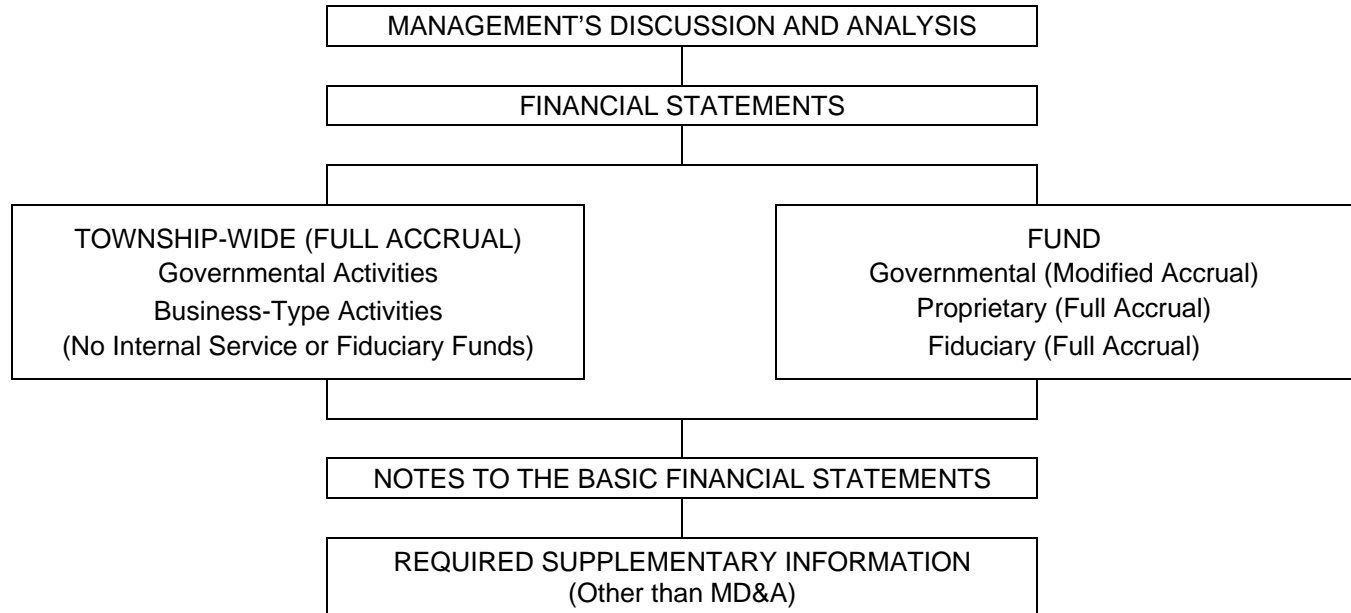 MANAGEMENT’S DISCUSSION AND ANALYSIS
FINANCIAL STATEMENTS
TOWNSHIP-WIDE (FULL ACCRUAL)
Governmental Activities
Business-Type Activities
(No Internal Service or Fiduciary Funds)
FUND
Governmental (Modified Accrual)
Proprietary (Full Accrual)
Fiduciary (Full Accrual)
NOTES TO THE BASIC FINANCIAL STATEMENTS
REQUIRED SUPPLEMENTARY INFORMATION
(Other than MD&A)